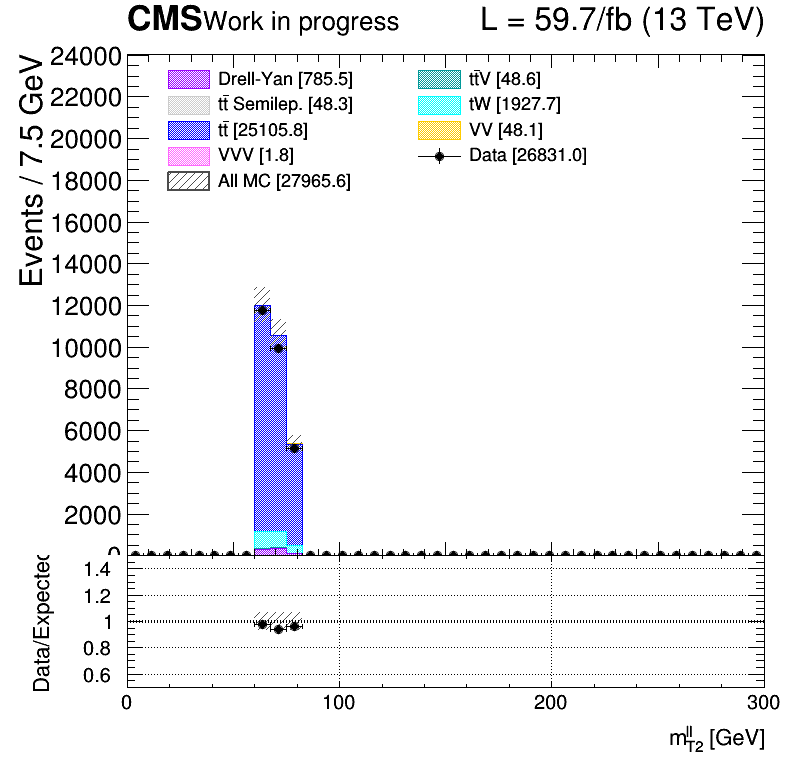 CMS Work in progress L = 59.7/fb (13 TeV)
Events / 7.5 GeV
24000
22000
20000
18000
16000
14000
12000
10000
8000
6000
4000
2000
0
Drell-Yan [785.5]
tt̄ Semilep. [48.3]
tt̄ [25105.8]
VVV [1.8]
All MC [27965.6]
tt̄V [48.6]
tW [1927.7]
VV [48.1]
Data [26831.0]
Data/Expected
1.4
1.2
1
0.8
0.6
0 100 200 300
m_T2^ll [GeV]